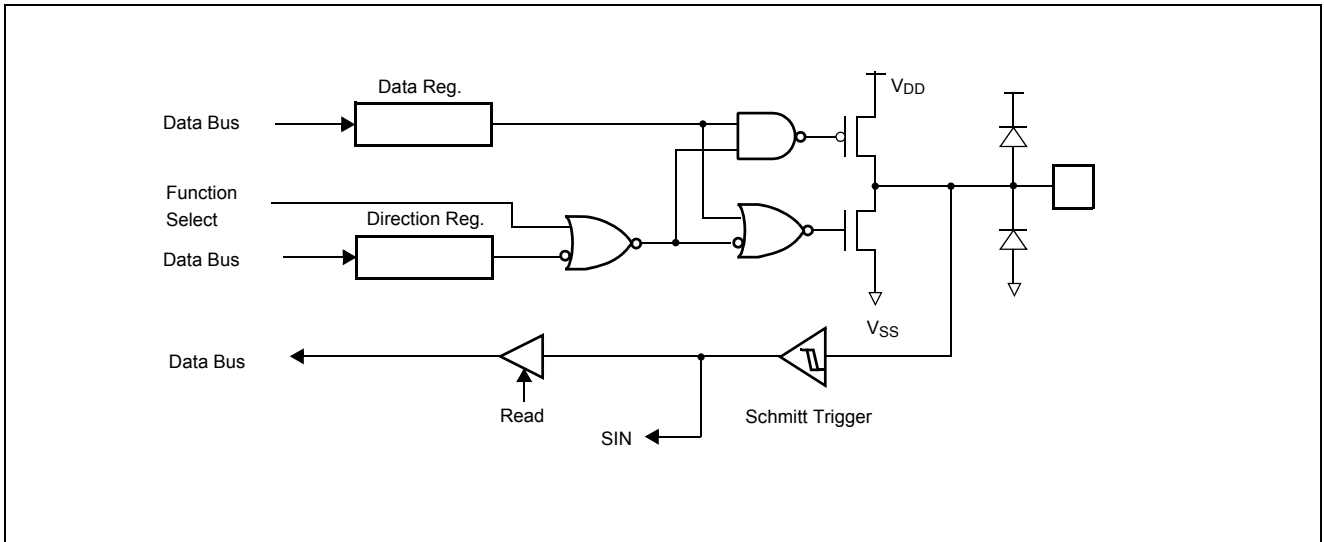 Data Reg.
VDD
Data Bus
Function
Select
Direction Reg.
Data Bus
VSS
Data Bus
Read
Schmitt Trigger
SIN